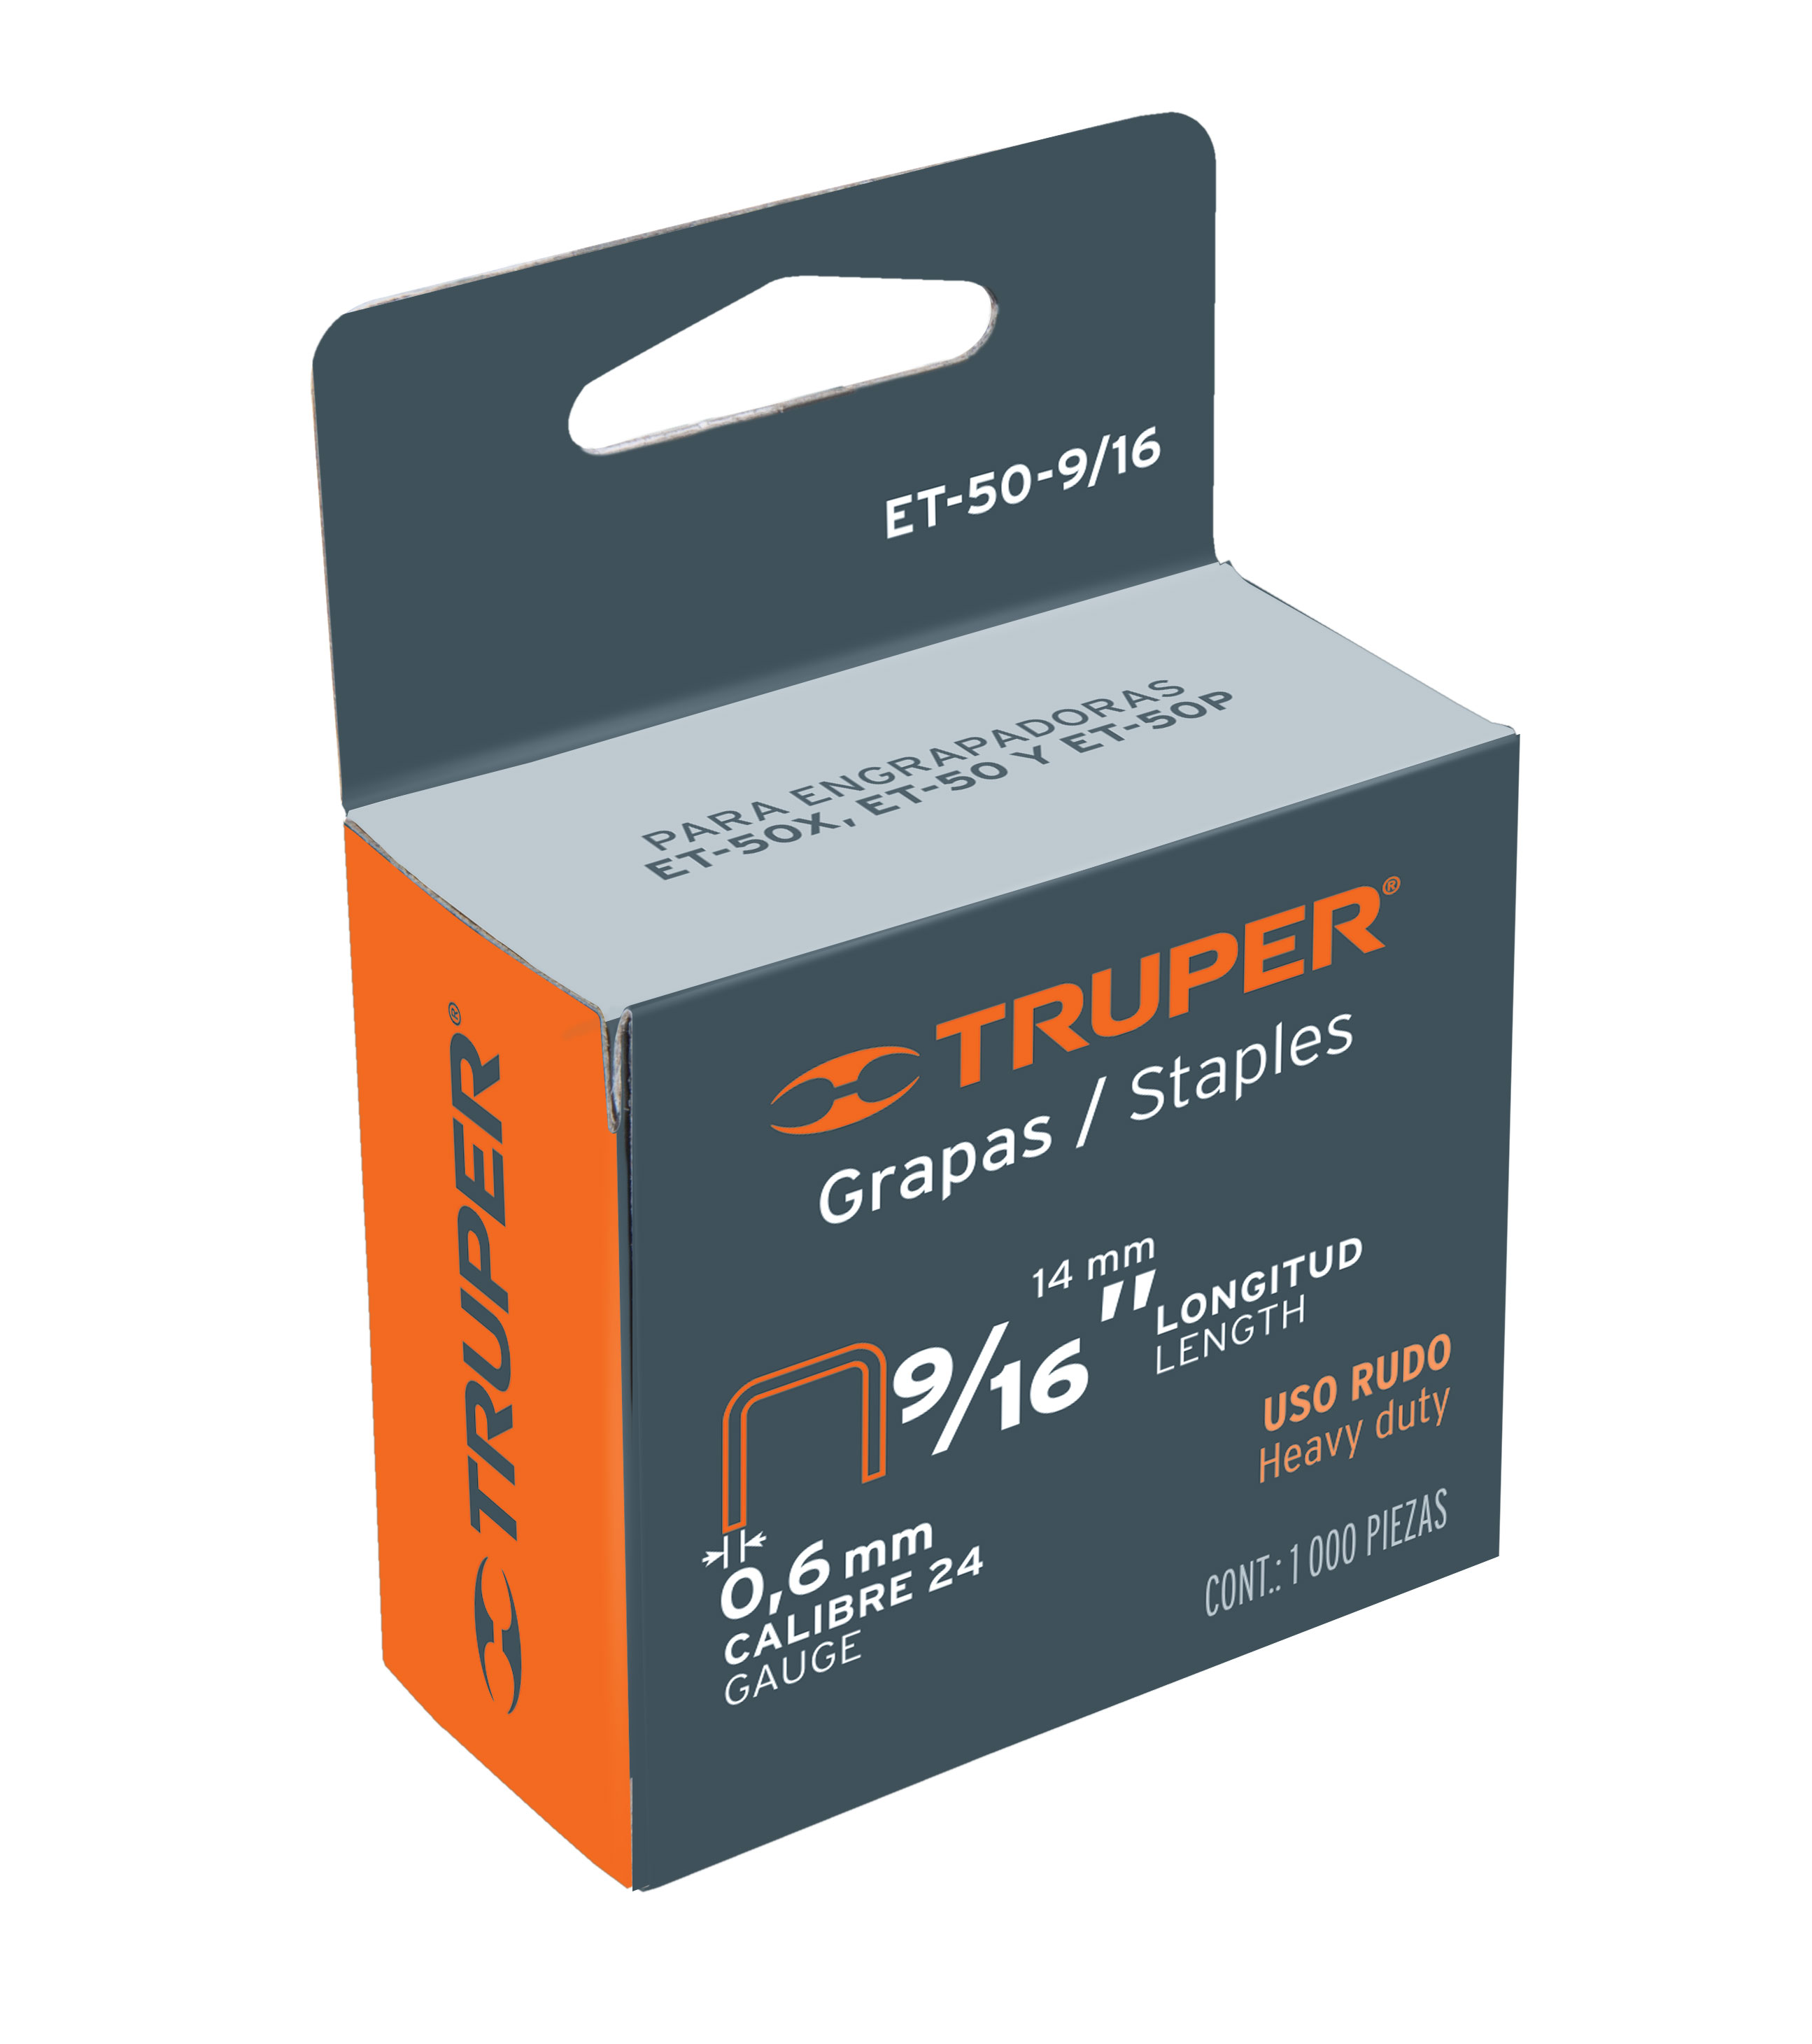 ET-50-9/16
PARA ENGRAPADORAS
ET-50X, ET-50 Y ET-50P
TRUPER®
Grapas / Staples
14 mm
9/16" LONGITUD
LENGTH
USO RUDO
Heavy duty
0,6 mm
CALIBRE 24
GAUGE
CONT.: 1 000 PIEZAS
TRUPER®